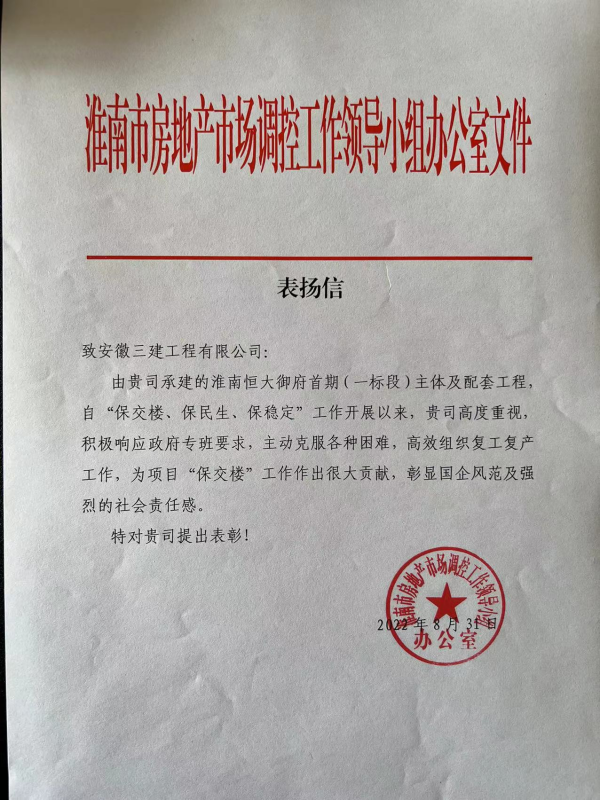 淮南市房地产市场调控工作领导小组办公室文件
表扬信
致安徽三建工程有限公司：
由贵司承建的淮南恒大御府首期（一标段）主体及配套工程，
自“保交楼、保民生、保稳定”工作开展以来，贵司高度重视，
积极响应政府专班要求，主动克服各种困难，高效组织复工复产
工作，为项目“保交楼”工作作出很大贡献，彰显国企风范及强
烈的社会责任感。
特对贵司提出表彰！
淮南市房地产市场调控工作领导小组
2022年8月31日
办公室